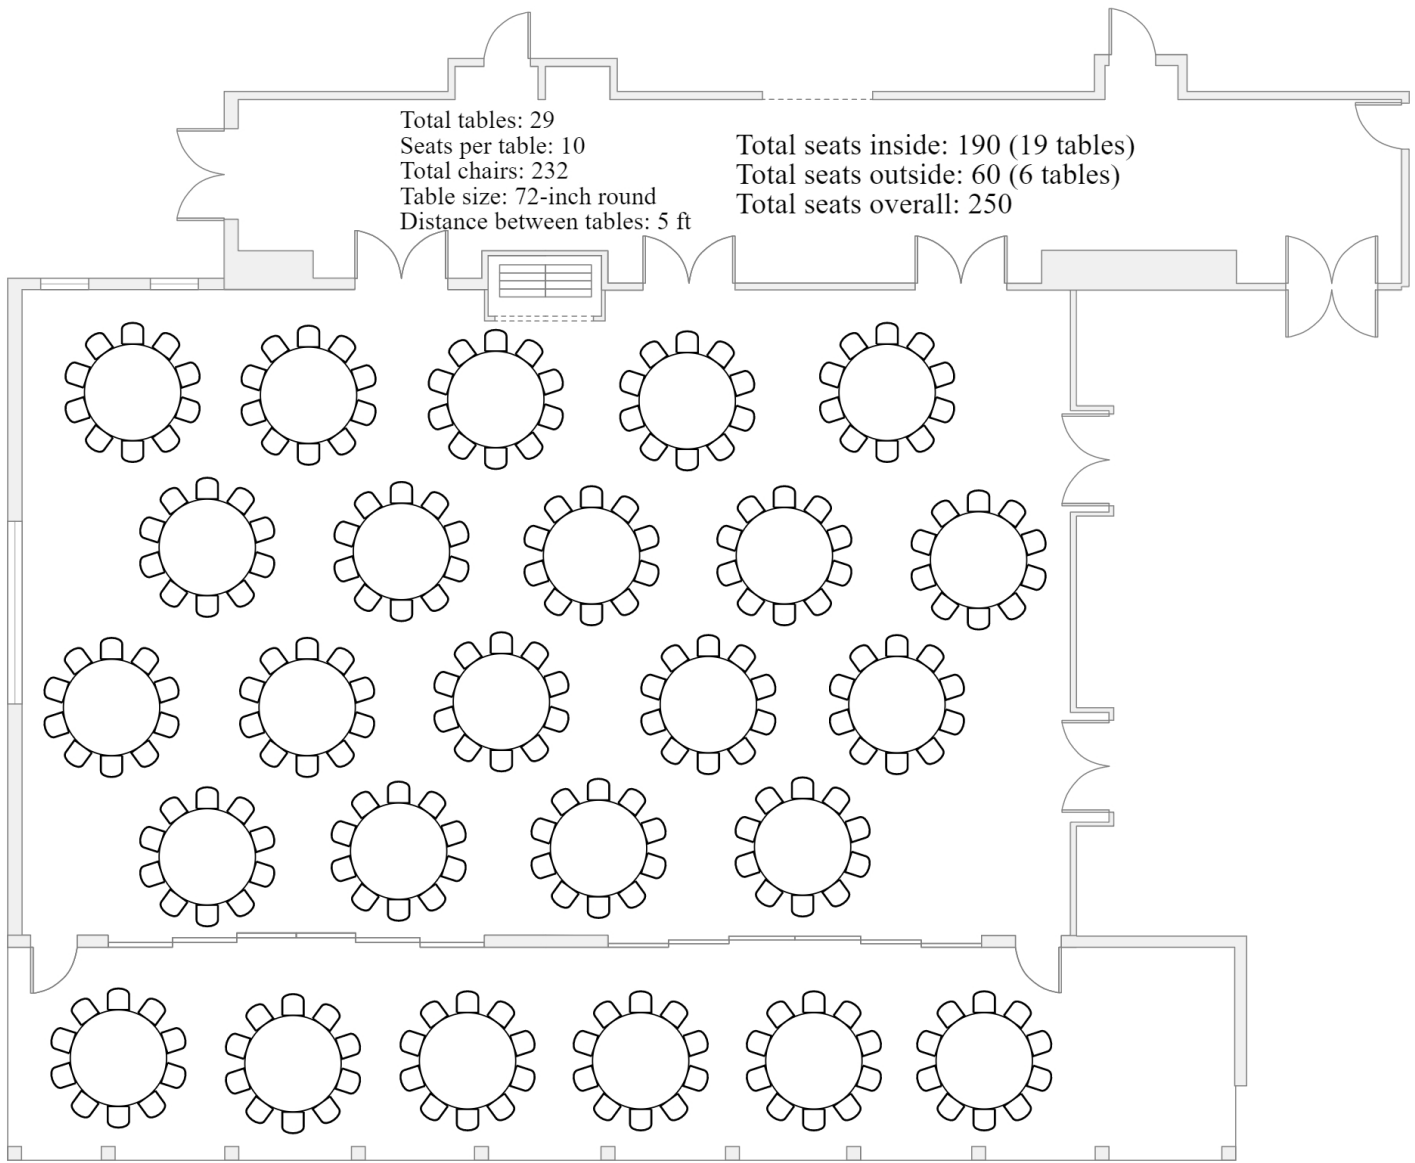 Total tables: 29
Seats per table: 10
Total chairs: 232
Table size: 72-inch round
Distance between tables: 5 ft
Total seats inside: 190 (19 tables)
Total seats outside: 60 (6 tables)
Total seats overall: 250